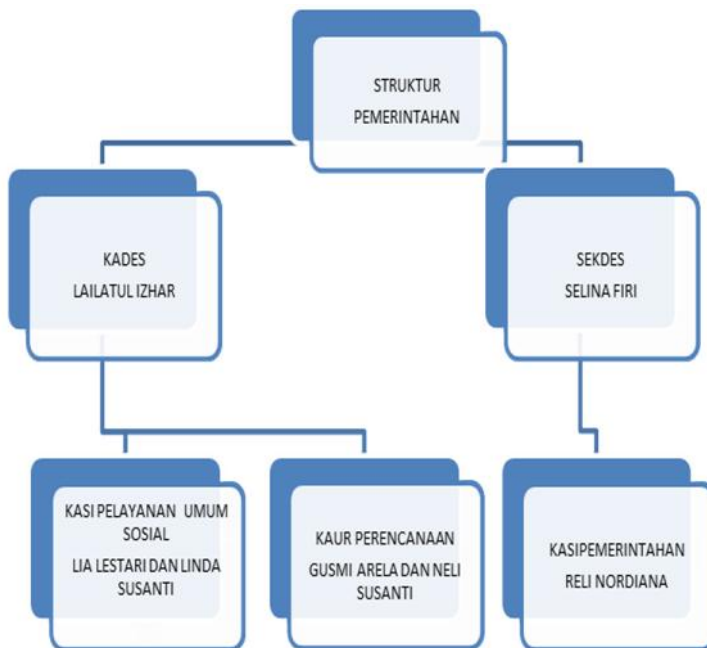 STRUKTUR
PEMERINTAHAN
KADES
LAILATUL IZHAR
SEKDES
SELINA FIRI
KASI PELAYANAN UMUM
SOSIAL
LIA LESTARI DAN LINDA
SUSANTI
KAUR PERENCANAAN
GUSMI ARELA DAN NELI
SUSANTI
KASIPEMERINTAHAN
RELI NORDIANA